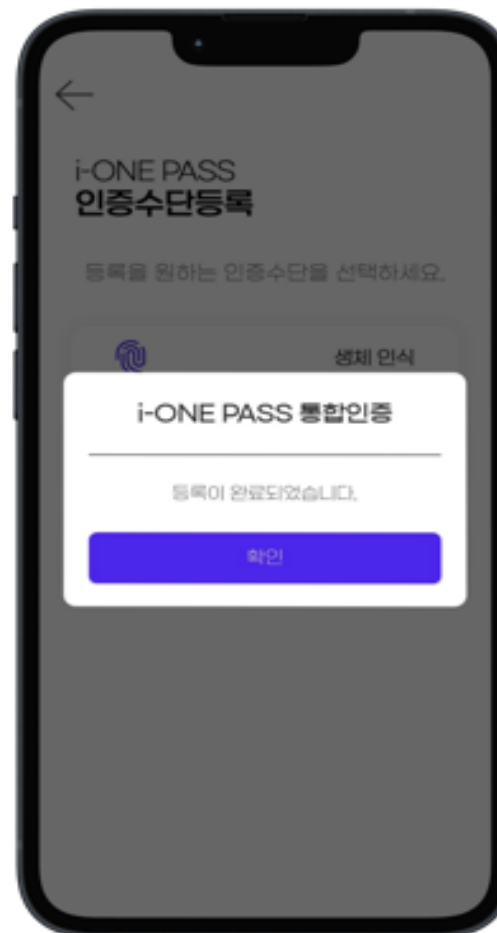 i-ONE PASS
인증수단등록
등록을 원하는 인증수단을 선택하세요.
생체 인식
i-ONE PASS 통합인증
등록이 완료되었습니다.
확인